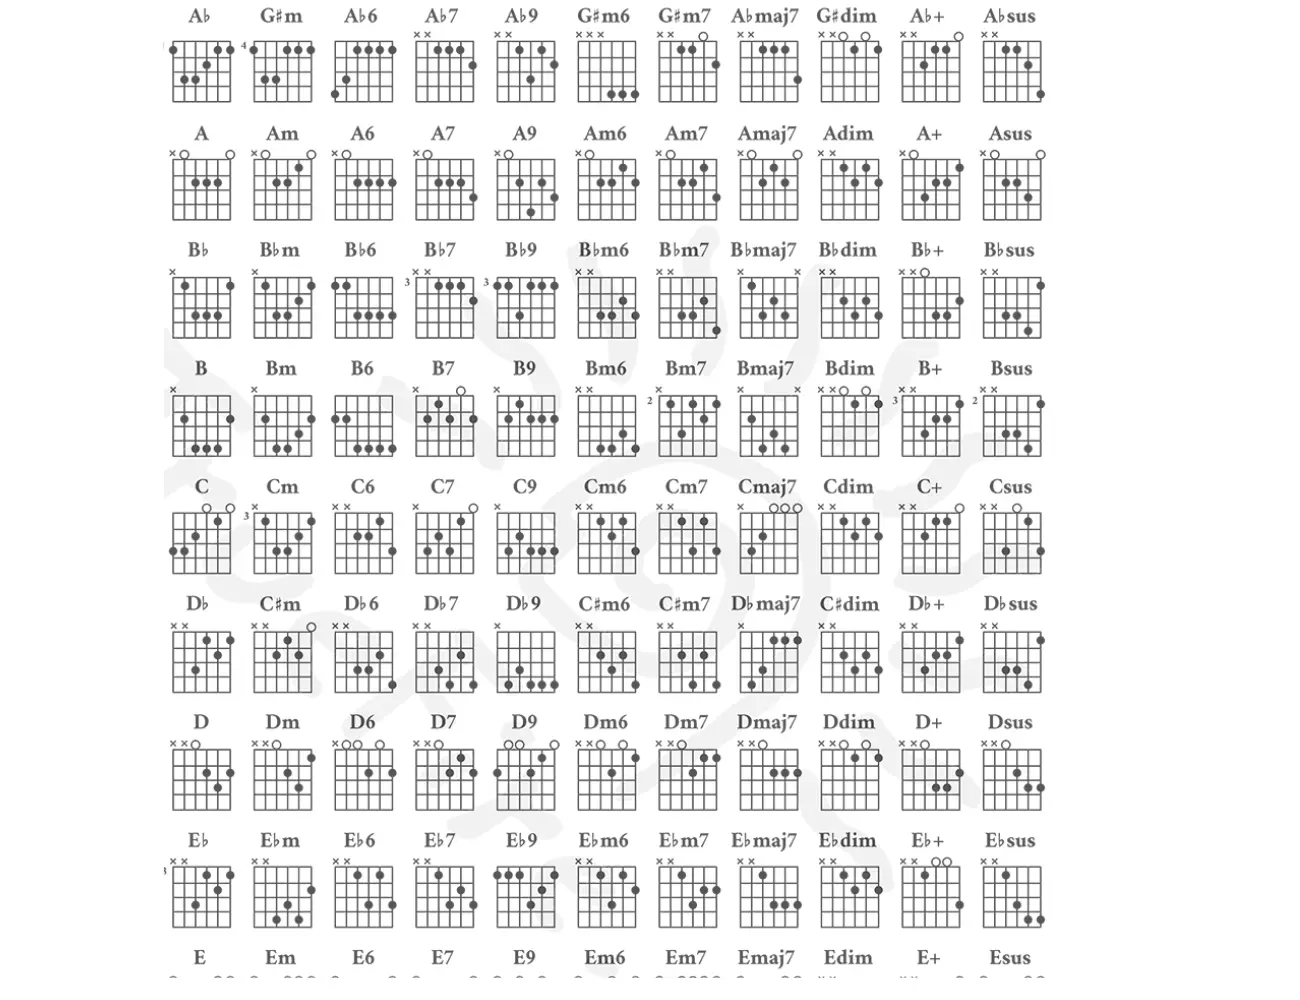 A♭ G♯m A♭6 A♭7 A♭9 G♯m6 G♯m7 A♭maj7 G♯dim A♭+ A♭sus
4
A Am A6 A7 A9 Am6 Am7 Amaj7 Adim A+ Asus
B♭ B♭m B♭6 B♭7 B♭9 B♭m6 B♭m7 B♭maj7 B♭dim B♭+ B♭sus
3 3
B Bm B6 B7 B9 Bm6 Bm7 Bmaj7 Bdim B+ Bsus
2 3 2
C Cm C6 C7 C9 Cm6 Cm7 Cmaj7 Cdim C+ Csus
3
D♭ C♯m D♭6 D♭7 D♭9 C♯m6 C♯m7 D♭maj7 C♯dim D♭+ D♭sus
D Dm D6 D7 D9 Dm6 Dm7 Dmaj7 Ddim D+ Dsus
E♭ E♭m E♭6 E♭7 E♭9 E♭m6 E♭m7 E♭maj7 E♭dim E♭+ E♭sus
3
E Em E6 E7 E9 Em6 Em7 Emaj7 Edim E+ Esus